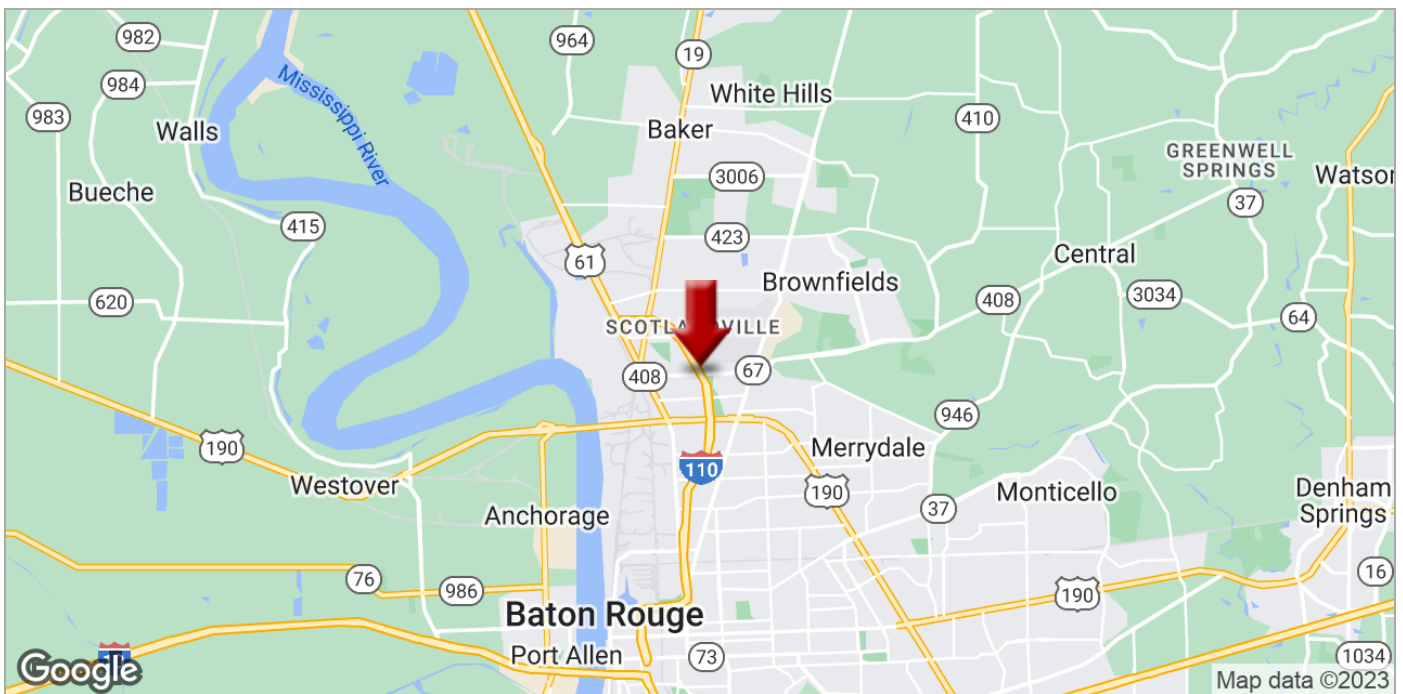 982
964
19
984
Mississippi River
White Hills
983
Walls
Baker
410
GREENWELL
SPRINGS
3006
Bueche
37
415
423
61
Central
Brownfields
620
408
3034
64
408
67
946
190
Merrydale
110
Westover
190
Monticello
Denham
Springs
37
Anchorage
76
986
190
16
Baton Rouge
Port Allen
73
1034
Google
Map data ©2023